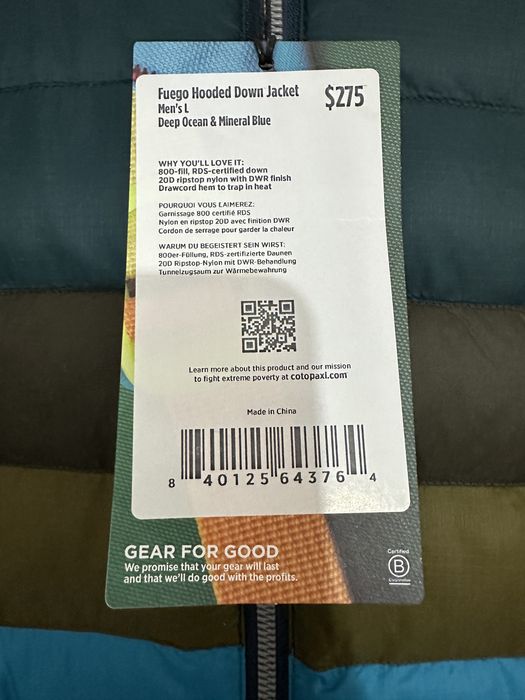 Fuego Hooded Down Jacket
$275
Men's L
Deep Ocean & Mineral Blue
WHY YOU'LL LOVE IT:
800-fill, RDS-certified down
20D ripstop nylon with DWR finish
Drawcord hem to trap in heat
POURQUOI VOUS L'AIMEREZ:
Garnissage 800 certifié RDS
Nylon en ripstop 20D avec finition DWR
Cordon de serrage pour garder la chaleur
WARUM DU BEGEISTERT SEIN WIRST:
800er-Füllung, RDS-zertifizierte Daunen
20D Ripstop-Nylon mit DWR-Behandlung
Tunnelzugsaum zur Wärmebewahrung
Learn more about this product and our mission
to fight extreme poverty at cotopaxi.com
Made in China
8 40125 64376 4
GEAR FOR GOOD
We promise that your gear will last
and that we'll do good with the profits.
Certified
B
Corporation